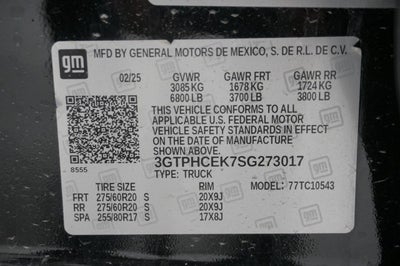 gm
MFD BY GENERAL MOTORS DE MEXICO, S. DE R.L. DE C.V.
02/25 GVWR GAWR FRT GAWR RR
3085 KG 1678 KG 1724 KG
6800 LB 3700 LB 3800 LB
THIS VEHICLE CONFORMS TO ALL
APPLICABLE U.S. FEDERAL MOTOR
VEHICLE SAFETY STANDARDS IN EFFECT
ON THE DATE OF MANUFACTURE SHOWN ABOVE.
8555
3GTPHCEK7SG273017
TYPE: TRUCK MODEL: 77TC10543
TIRE SIZE RIM
FRT 275/60R20 S 20X9J
RR 275/60R20 S 20X9J
SPA 255/80R17 S 17X8J